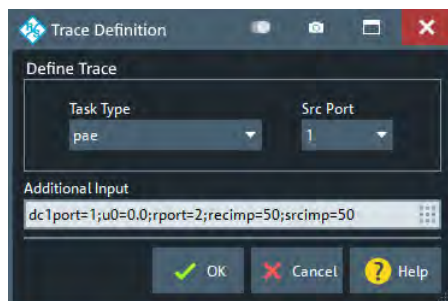 Trace Definition
Define Trace
Task Type
Src Port
pae
1
Additional Input
dc1port=1;u0=0.0;rport=2;recimp=50;srcimp=50
OK
Cancel
? Help